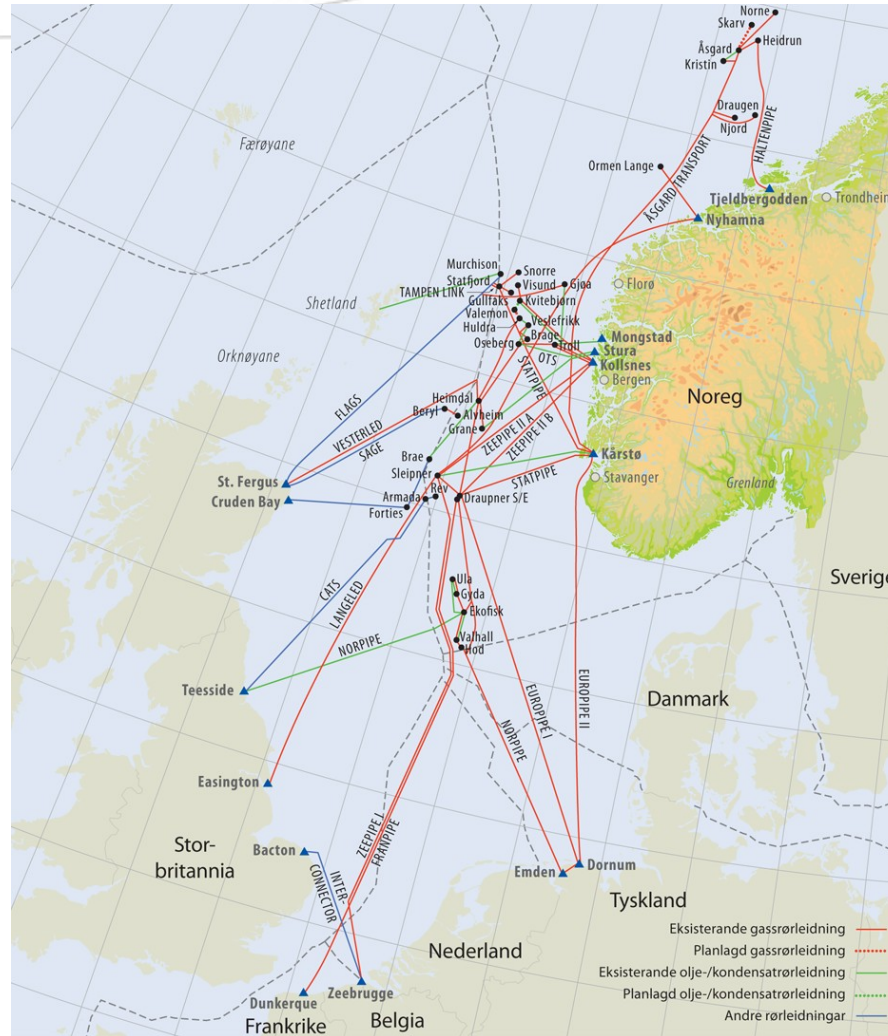 Norne
Skarv
Heidrun
Åsgard
Kristin
Draugen
Njord
HALTENPIPE
Færøyane
Ormen Lange
ÅSGARD TRANSPORT
Tjeldbergodden
Trondheim
Nyhamna
Murchison
Snorre
Statfjord
Visund
Gjøa
Florø
TAMPEN LINK
Shetland
Gullfaks
Kvitebjørn
Valemon
Veslefrikk
Huldra
Brage
Mongstad
Oseberg
Troll
Stura
OTS
Kollsnes
Orknøyane
STATPIPE
Bergen
Noreg
FLAGS
Heimdal
Beryl
Alvheim
VESTERLED
Grane
SAGE
ZEEPIPE II A
ZEEPIPE II B
Brae
Kårstø
St. Fergus
Sleipner
STATPIPE
Stavanger
Grenland
Rev
Cruden Bay
Armada
Draupner S/E
Forties
CATS
LANGELED
Ula
Gyda
Sverige
Ekofisk
NORPIPE
Valhall
Hod
Teesside
EUROPIPE II
Danmark
EUROPIPE I
NORPIPE
Easington
Stor-
britannia
Bacton
ZEEPIPE I
FRANPIPE
Dornum
Emden
INTER-
CONNECTOR
Tyskland
Nederland
Zeebrugge
Dunkerque
Belgia
Frankrike
Eksisterande gassrørleidning
Planlagd gassrørleidning
Eksisterande olje-/kondensatrørleidning
Planlagd olje-/kondensatrørleidning
Andre rørleidningar